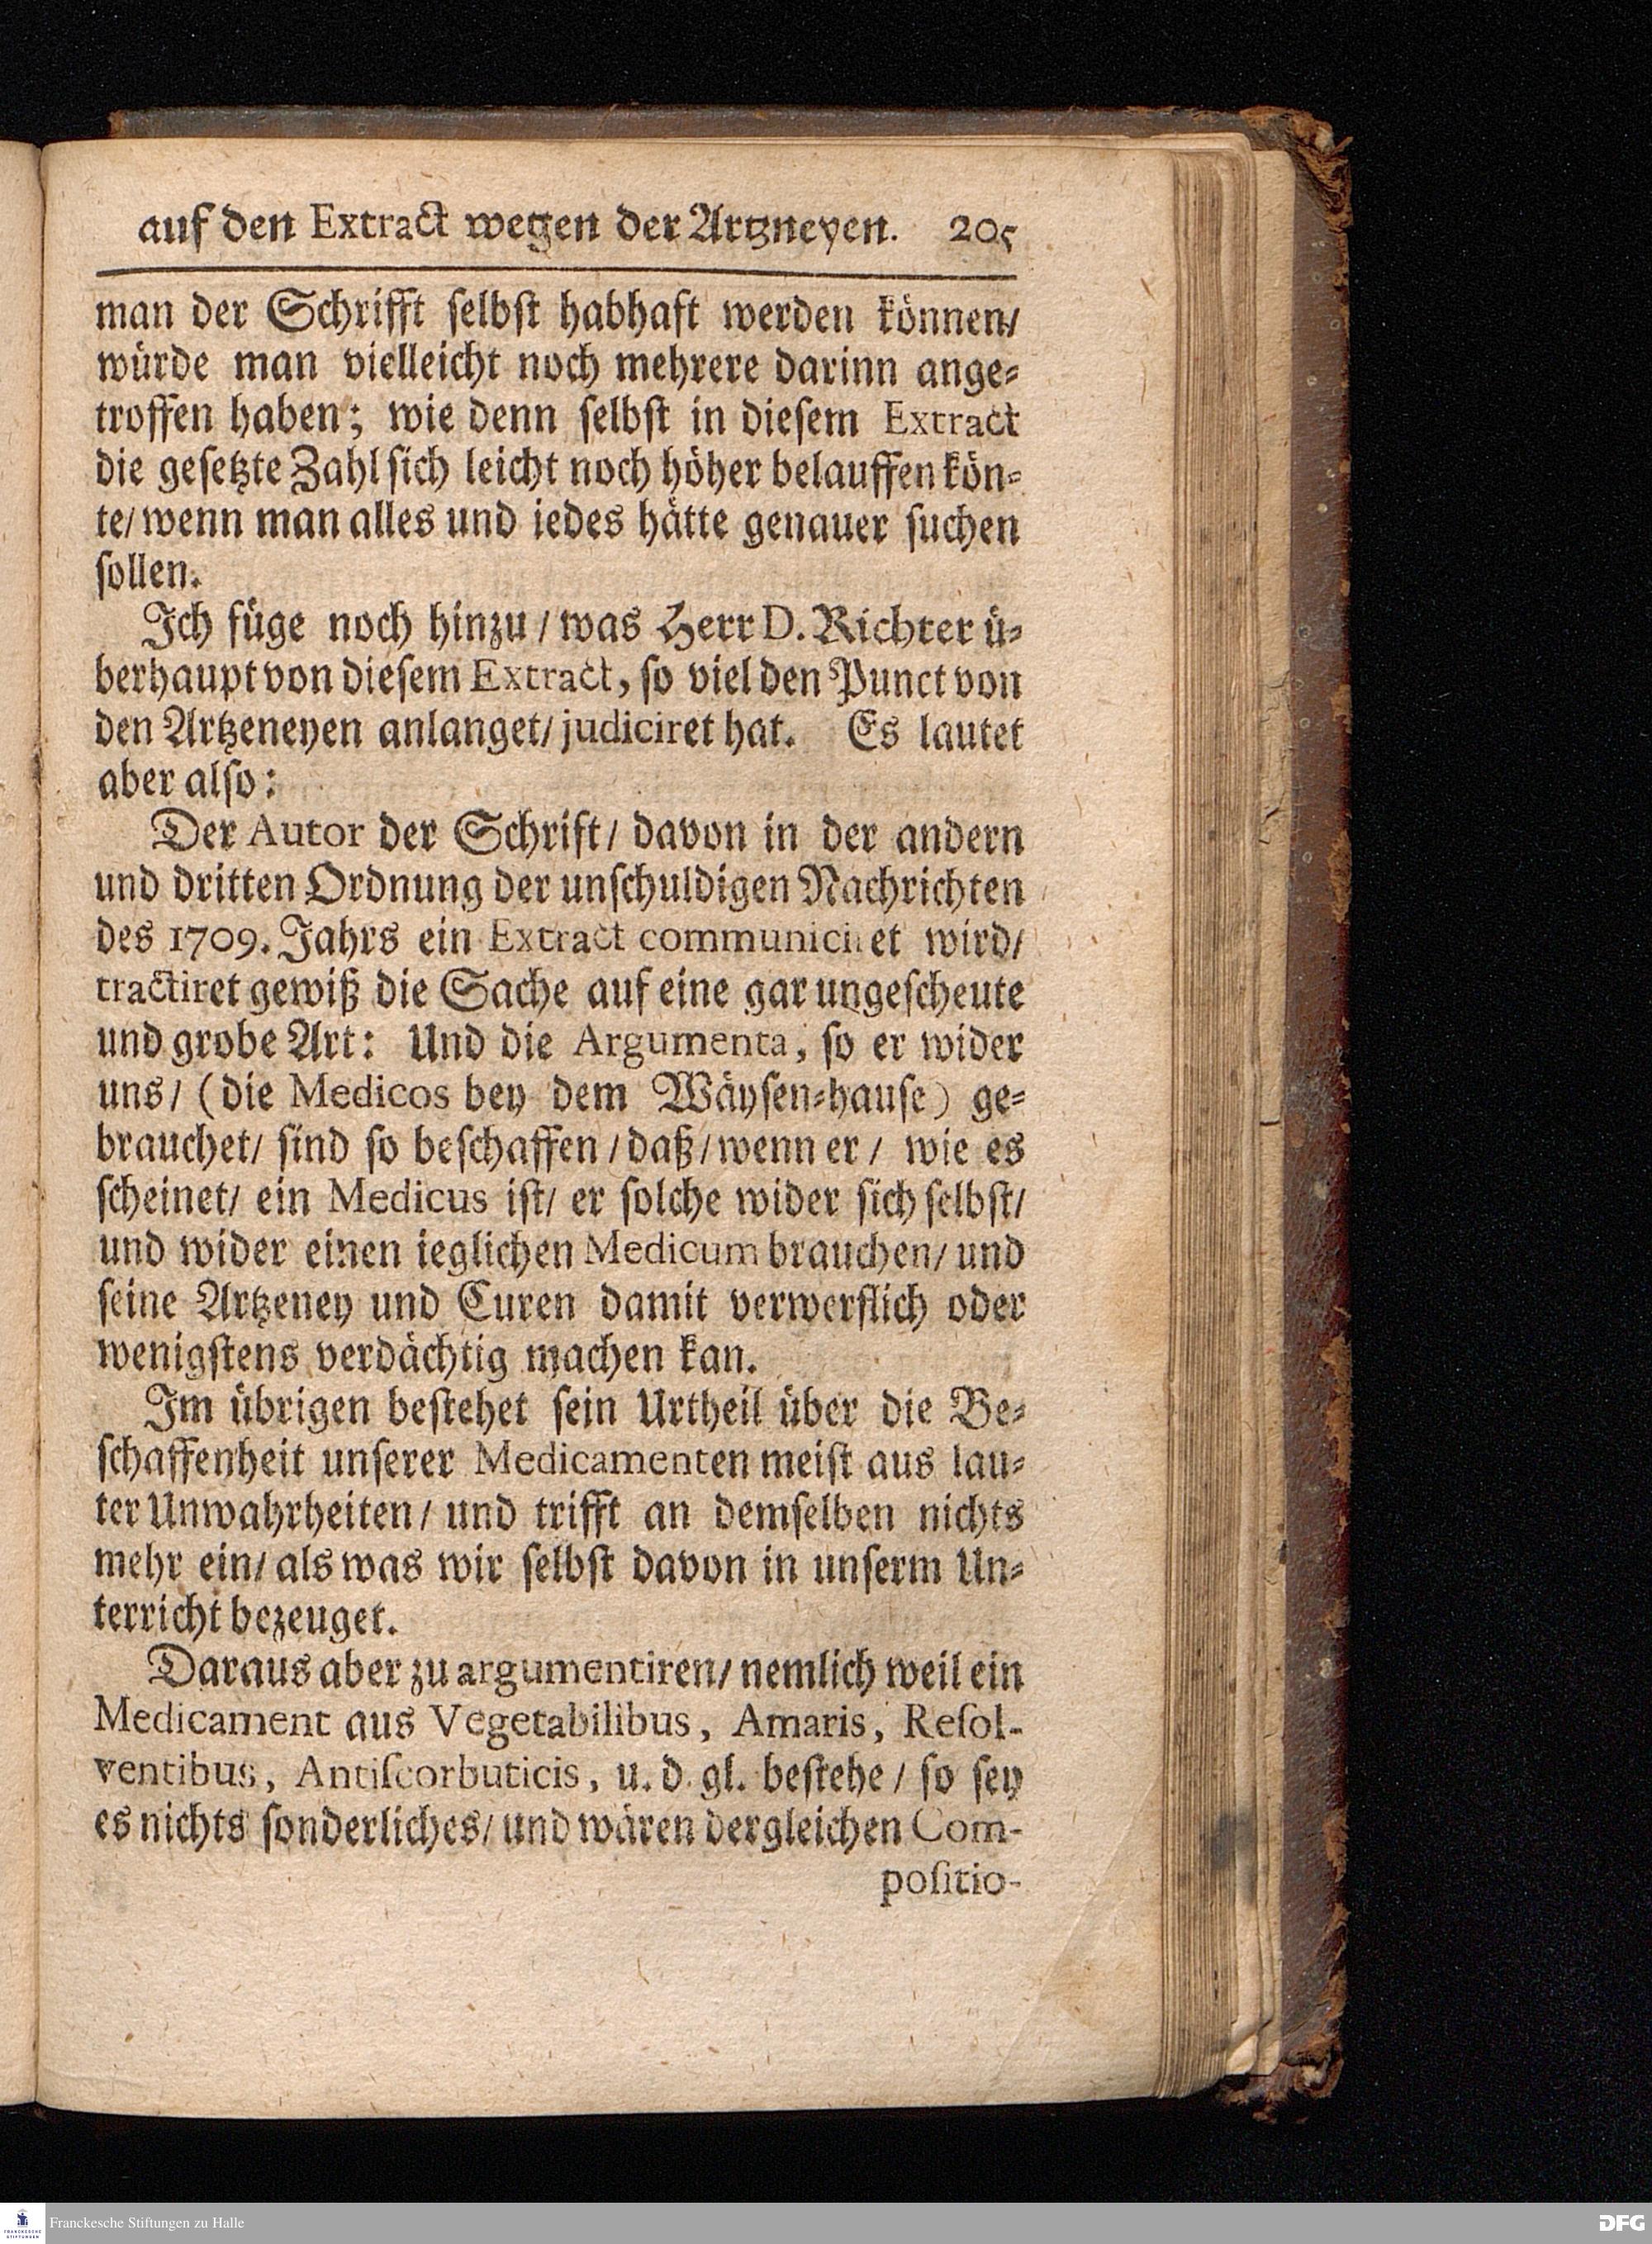 auf den Extract wegen der Artzneyen. 205
man der Schrifft selbst habhaft werden können/
würde man vielleicht noch mehrere darinn ange-
troffen haben; wie denn selbst in diesem Extract
die gesetzte Zahl sich leicht noch höher belauffen kön-
te/ wenn man alles und iedes hätte genauer suchen
sollen.
Ich füge noch hinzu / was Herr D. Richter ü-
berhaupt von diesem Extract, so viel den Punct von
den Artzeneyen anlanget/ judiciret hat. Es lautet
aber also:
Der Autor der Schrift / davon in der andern
und dritten Ordnung der unschuldigen Nachrichten
des 1709. Jahrs ein Extract communiciret wird/
tractiret gewiß die Sache auf eine gar ungescheute
und grobe Art: Und die Argumenta, so er wider
uns / (die Medicos bey dem Wäysen-hause) ge-
brauchet/ sind so beschaffen / daß / wenn er / wie es
scheinet/ ein Medicus ist/ er solche wider sich selbst/
und wider einen ieglichen Medicum brauchen/ und
seine Artzeney und Curen damit verwerflich oder
wenigstens verdächtig machen kan.
Im übrigen bestehet sein Urtheil über die Be-
schaffenheit unserer Medicamenten meist aus lau-
ter Unwahrheiten / und trifft an demselben nichts
mehr ein/ als was wir selbst davon in unserm Un-
terricht bezeuget.
Daraus aber zu argumentiren/ nemlich weil ein
Medicament aus Vegetabilibus, Amaris, Resol-
ventibus, Antiscorbuticis, u. d. gl. bestehe / so sey
es nichts sonderliches/ und wären dergleichen Com-
positio-
FRANCKESCHE
STIFTUNGEN
Franckesche Stiftungen zu Halle
DFG